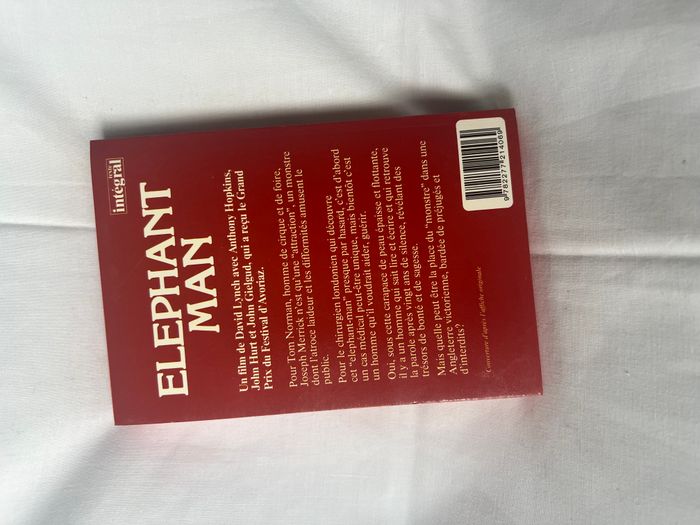 texte intégral
ELEPHANT
MAN
Un film de David Lynch avec Anthony Hopkins,
John Hurt et John Gielgud, qui a reçu le Grand
Prix du Festival d'Avoriaz.
Pour Tom Norman, homme de cirque et de foire,
Joseph Merrick n'est qu'une "attraction", un monstre
dont l'atroce laideur et les difformités amusent le
public.
Pour le chirurgien londonien qui découvre
cet "elephant-man" presque par hasard, c'est d'abord
un cas médical peut-être unique, mais bientôt c'est
un homme qu'il voudrait aider, guérir.
Oui, sous cette carapace de peau épaisse et flottante,
il y a un homme qui sait lire et écrire et qui retrouve
la parole après vingt ans de silence, révélant des
trésors de bonté et de sagesse.
Mais quelle peut être la place du "monstre" dans une
Angleterre victorienne, bardée de préjugés et
d'interdits?
Couverture d'après l'affiche originale
9 782277 214069